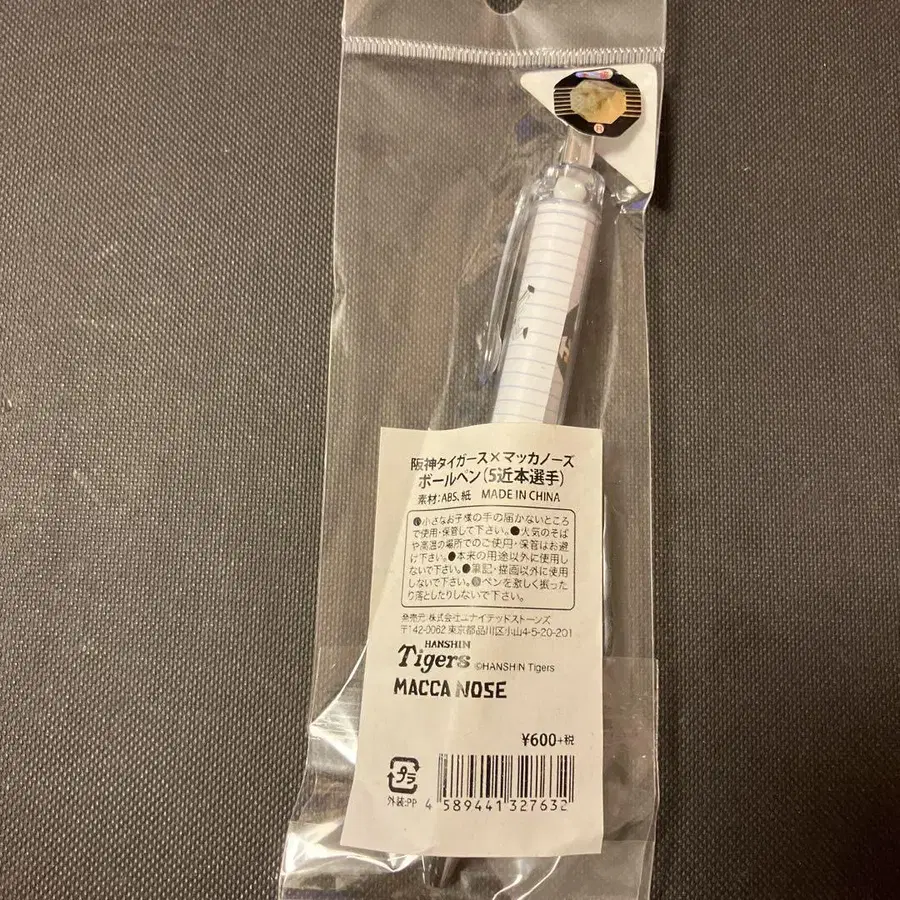 阪神タイガース×マッカノーズ
ボールペン(5近本選手)
素材:ABS、紙 MADE IN CHINA
●小さなお子様の手の届かないところ
で使用・保管して下さい。●火気のそば
や高温の場所でのご使用・保管はお避
け下さい。●本来の用途以外に使用し
ないで下さい。●筆記・描画以外に使用
しないで下さい。●ペンを激しく振った
り落としたりしないで下さい。
発売元:株式会社ユナイテッドストーンズ
〒142-0062 東京都品川区小山4-5-20-201
HANSHIN
Tigers ©HANSHIN Tigers
MACCA NOSE
¥600+税
プラ
外装:PP
4 589441 327632